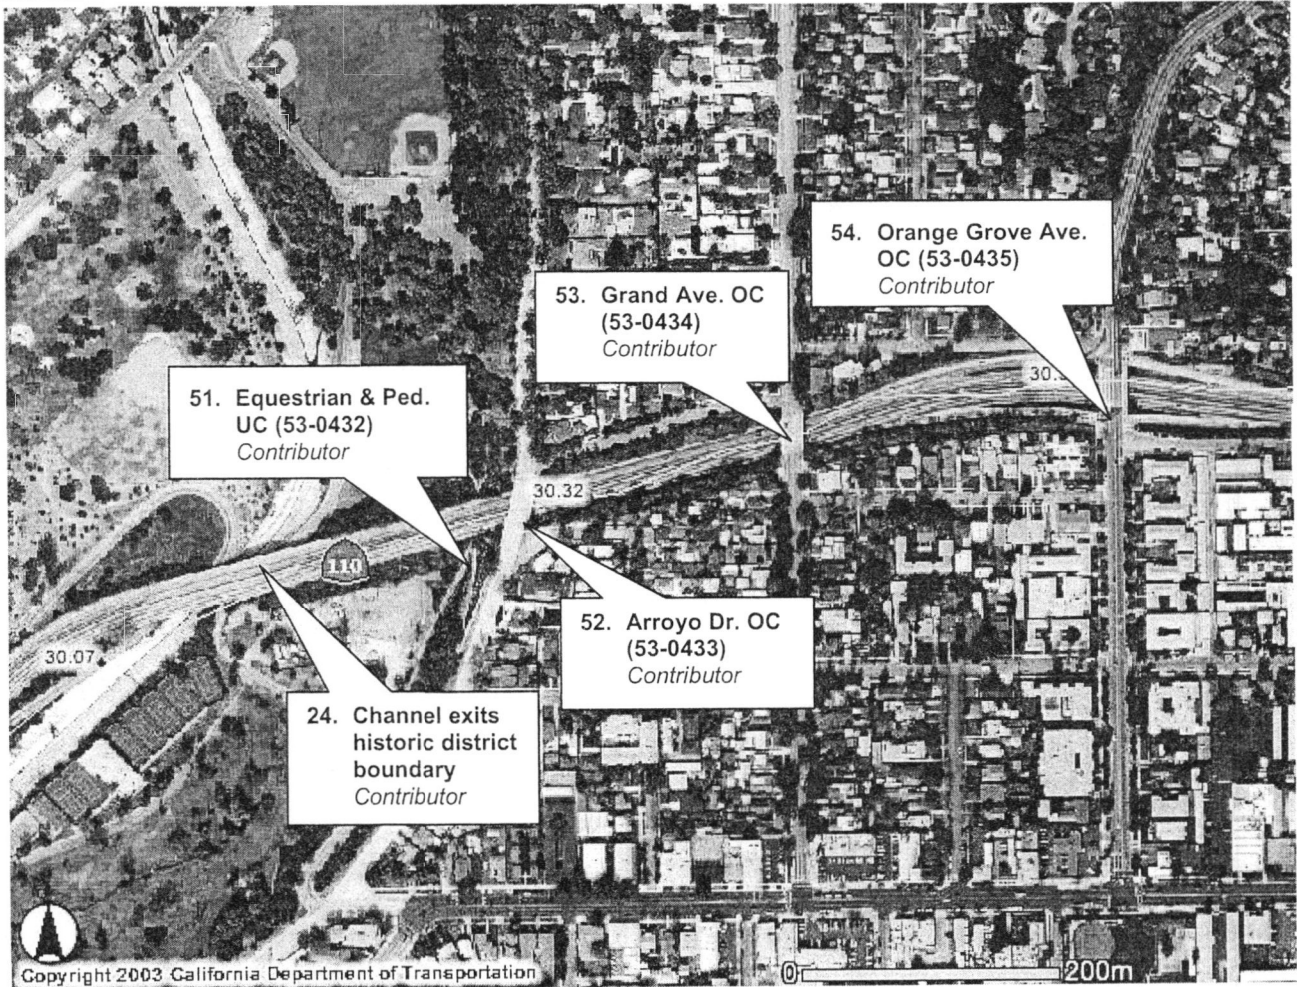 54. Orange Grove Ave.
OC (53-0435)
Contributor
53. Grand Ave. OC
(53-0434)
Contributor
51. Equestrian & Ped.
UC (53-0432)
Contributor
30.32
110
52. Arroyo Dr. OC
(53-0433)
Contributor
30.07
24. Channel exits
historic district
boundary
Contributor
Copyright 2003 California Department of Transportation
0 200m